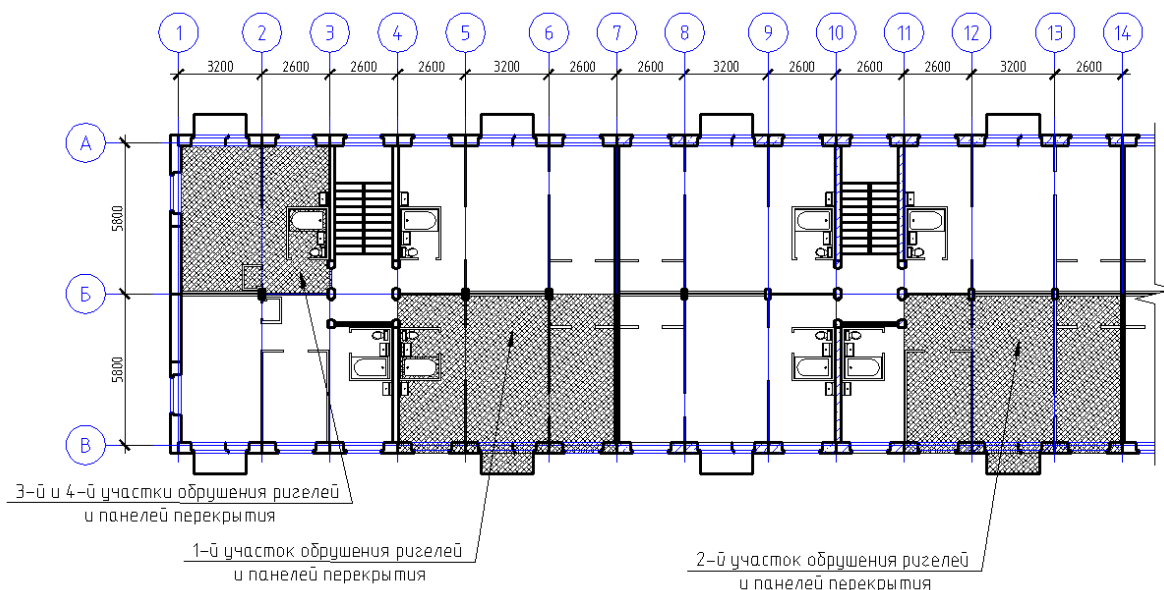 1 2 3 4 5 6 7 8 9 10 11 12 13 14
3200 2600 2600 2600 3200 2600 2600 3200 2600 2600 2600 3200 2600
А
5800
Б
5800
В
3-й и 4-й участки обрушения ригелей
и панелей перекрытия
1-й участок обрушения ригелей
и панелей перекрытия
2-й участок обрушения ригелей
и панелей перекрытия